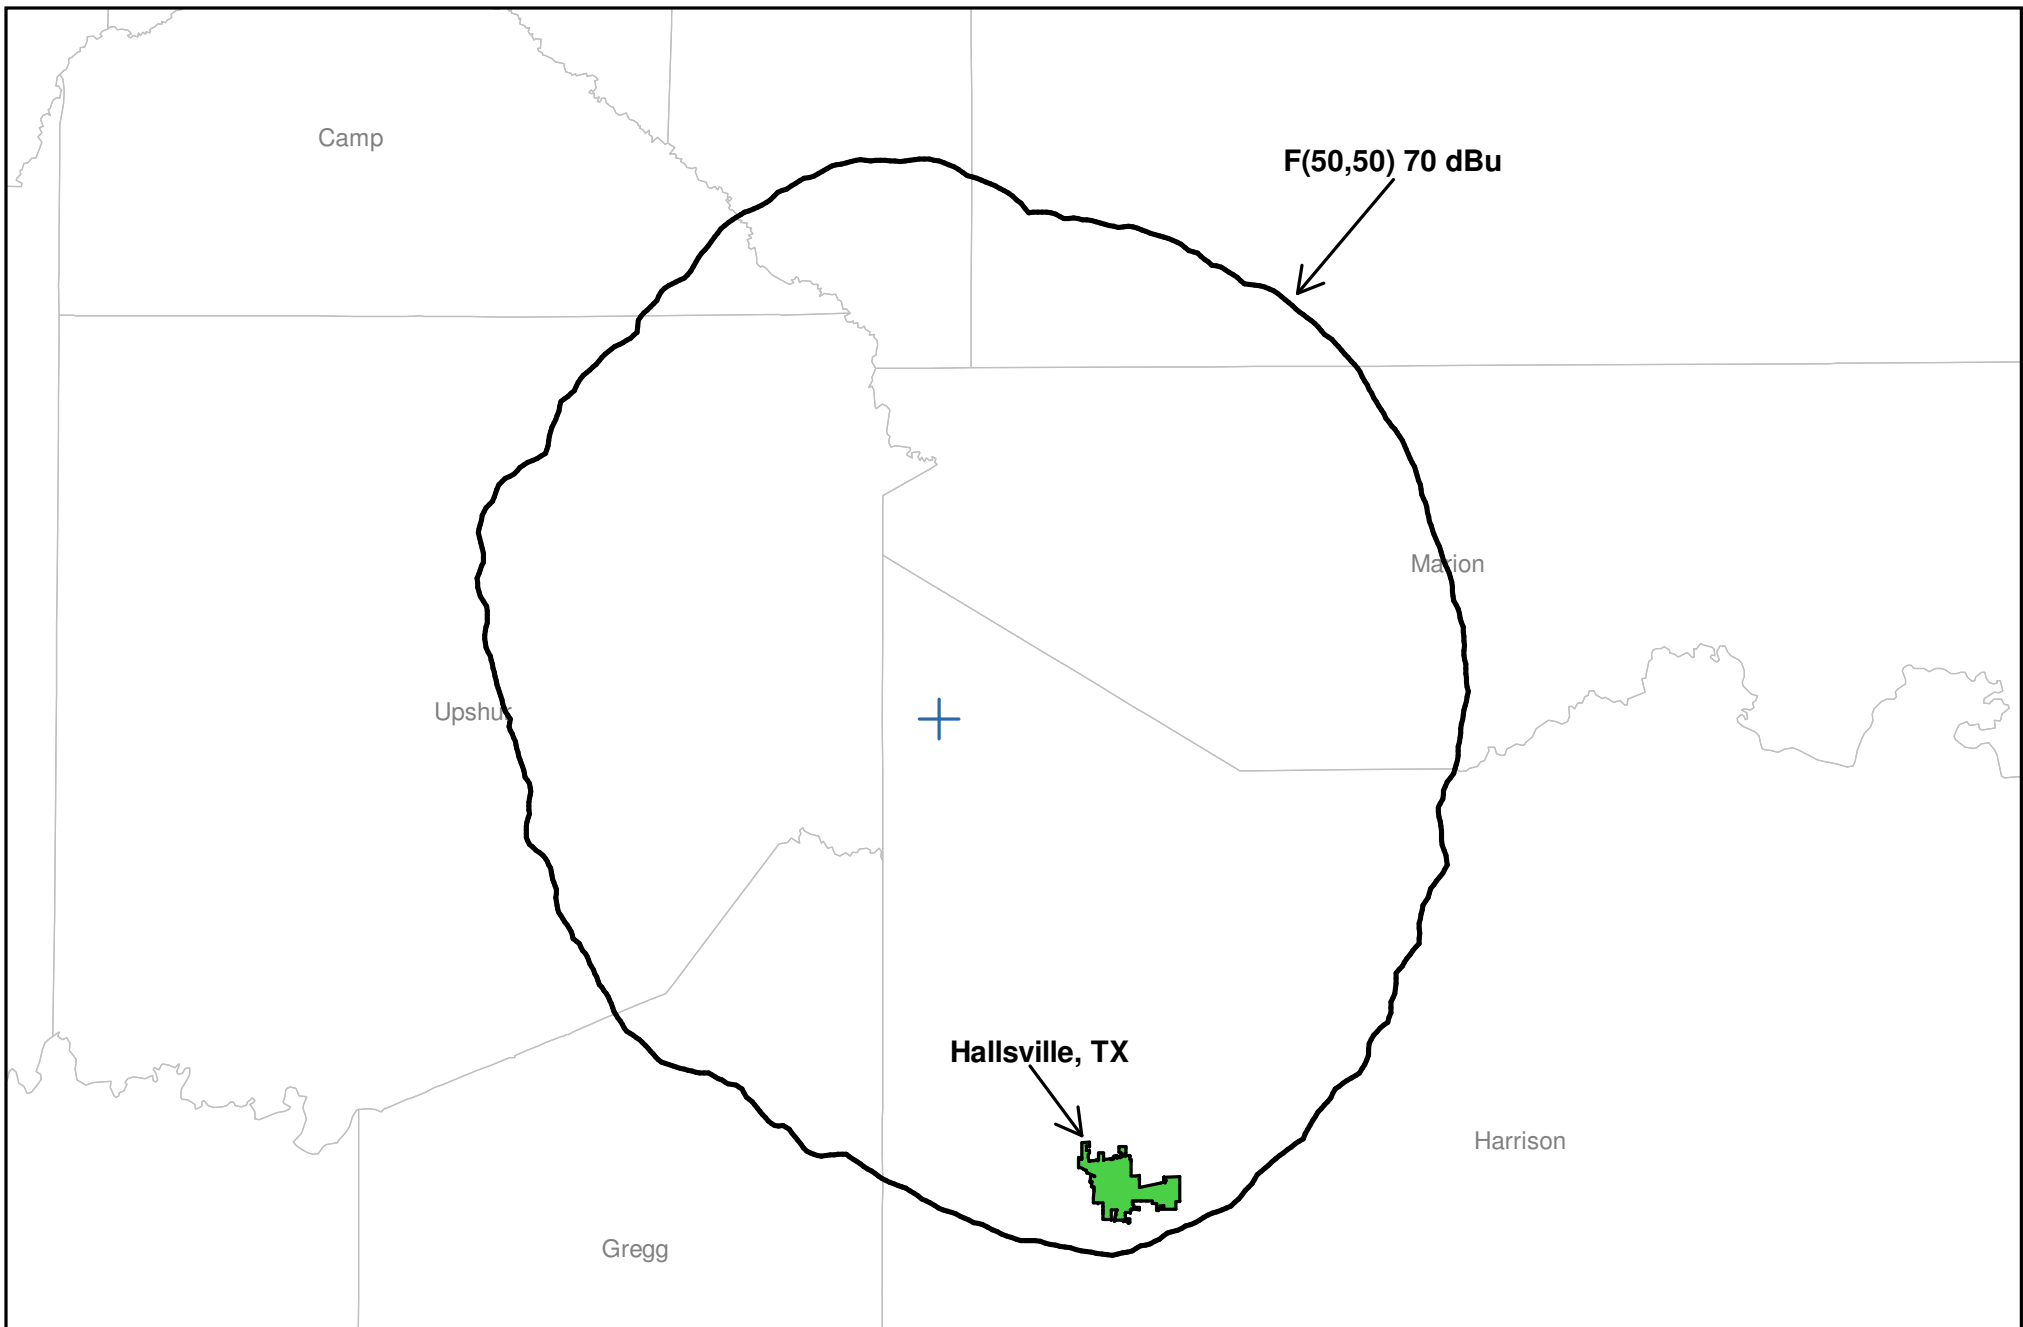 Camp
F(50,50) 70 dBu
Marion
Upshur
Hallsville, TX
Harrison
Gregg